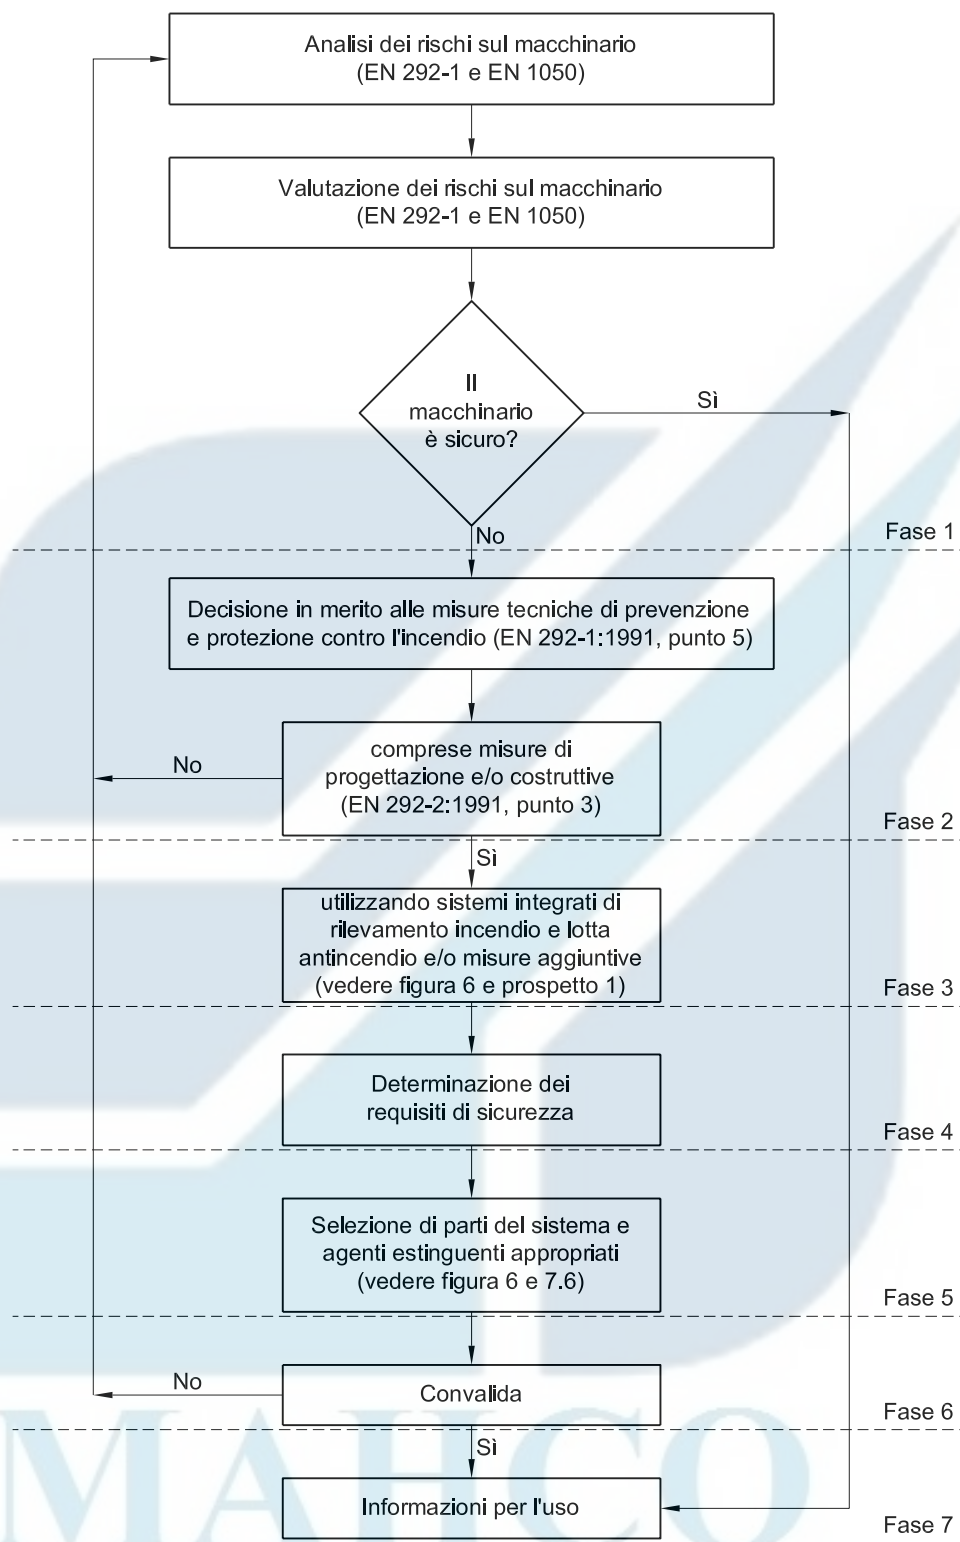 Analisi dei rischi sul macchinario
(EN 292-1 e EN 1050)
Valutazione dei rischi sul macchinario
(EN 292-1 e EN 1050)
Il
macchinario
è sicuro?
Sì
No
Fase 1
Decisione in merito alle misure tecniche di prevenzione
e protezione contro l'incendio (EN 292-1:1991, punto 5)
comprese misure di
progettazione e/o costruttive
(EN 292-2:1991, punto 3)
No
Fase 2
Sì
utilizzando sistemi integrati di
rilevamento incendio e lotta
antincendio e/o misure aggiuntive
(vedere figura 6 e prospetto 1)
Fase 3
Determinazione dei
requisiti di sicurezza
Fase 4
Selezione di parti del sistema e
agenti estinguenti appropriati
(vedere figura 6 e 7.6)
Fase 5
No
Convalida
Fase 6
Sì
Informazioni per l'uso
Fase 7
MAHCO